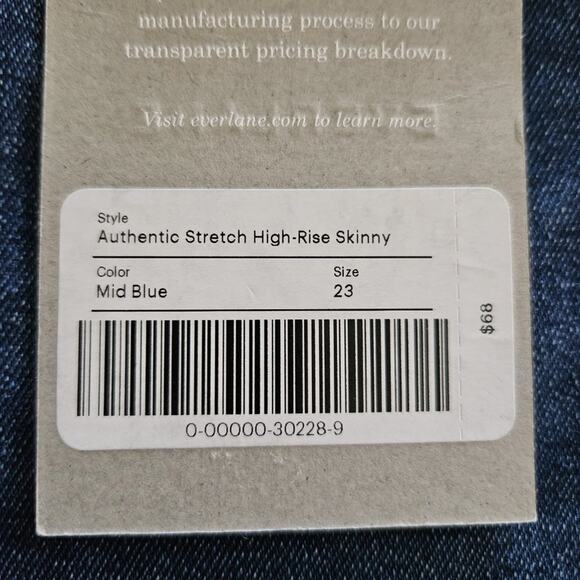 manufacturing process to our
transparent pricing breakdown.
Visit everlane.com to learn more.
Style
Authentic Stretch High-Rise Skinny
Color Size
Mid Blue 23
$68
0-00000-30228-9